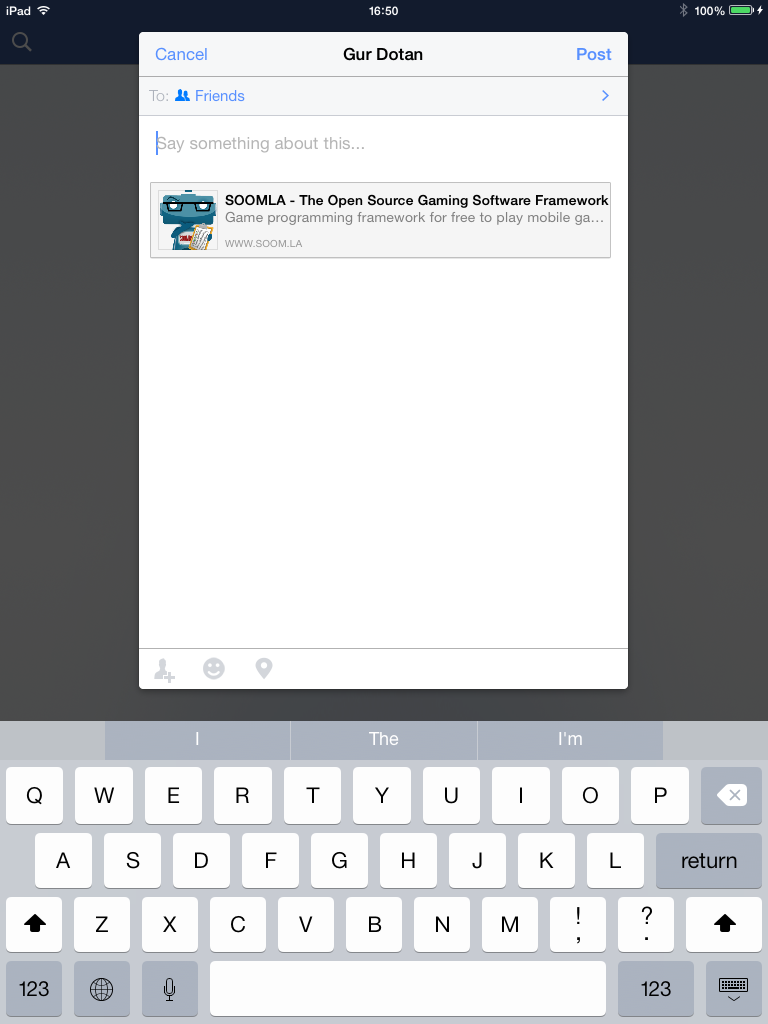 iPad 16:50 100%
Cancel Gur Dotan Post
To: Friends
Say something about this...
SOOMLA - The Open Source Gaming Software Framework
Game programming framework for free to play mobile ga…
WWW.SOOM.LA
I The I'm
Q W E R T Y U I O P
A S D F G H J K L return
Z X C V B N M ! , ? .
123 123